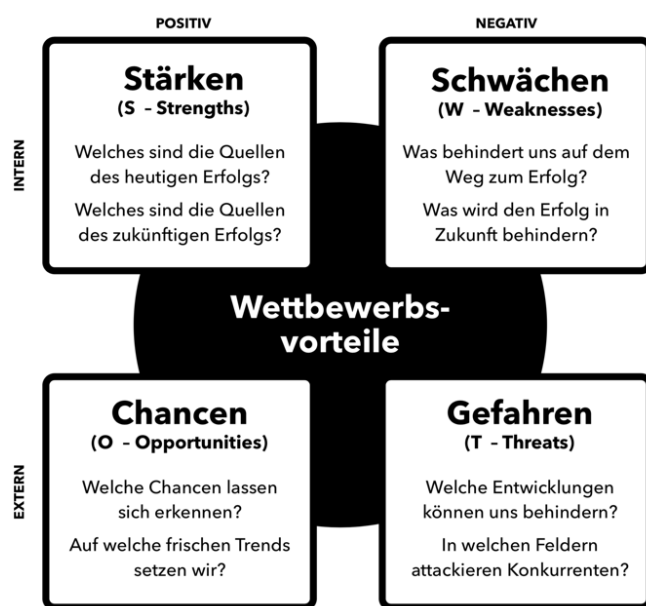 POSITIV
NEGATIV
INTERN
Stärken
(S – Strengths)
Welches sind die Quellen
des heutigen Erfolgs?
Welches sind die Quellen
des zukünftigen Erfolgs?
Schwächen
(W – Weaknesses)
Was behindert uns auf dem
Weg zum Erfolg?
Was wird den Erfolg in
Zukunft behindern?
Wettbewerbs-
vorteile
EXTERN
Chancen
(O – Opportunities)
Welche Chancen lassen
sich erkennen?
Auf welche frischen Trends
setzen wir?
Gefahren
(T – Threats)
Welche Entwicklungen
können uns behindern?
In welchen Feldern
attackieren Konkurrenten?